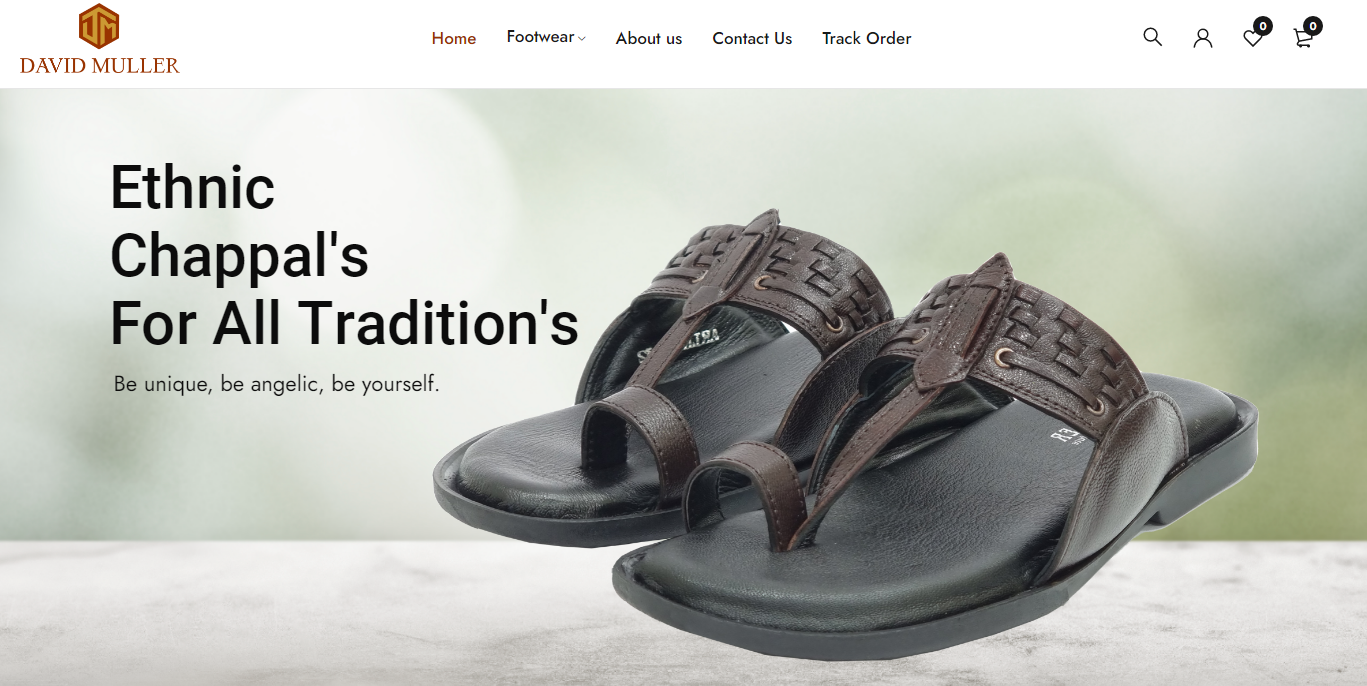 DAVID MULLER
Home
Footwear
About us
Contact Us
Track Order
0
0
Ethnic
Chappal's
For All Tradition's
Be unique, be angelic, be yourself.